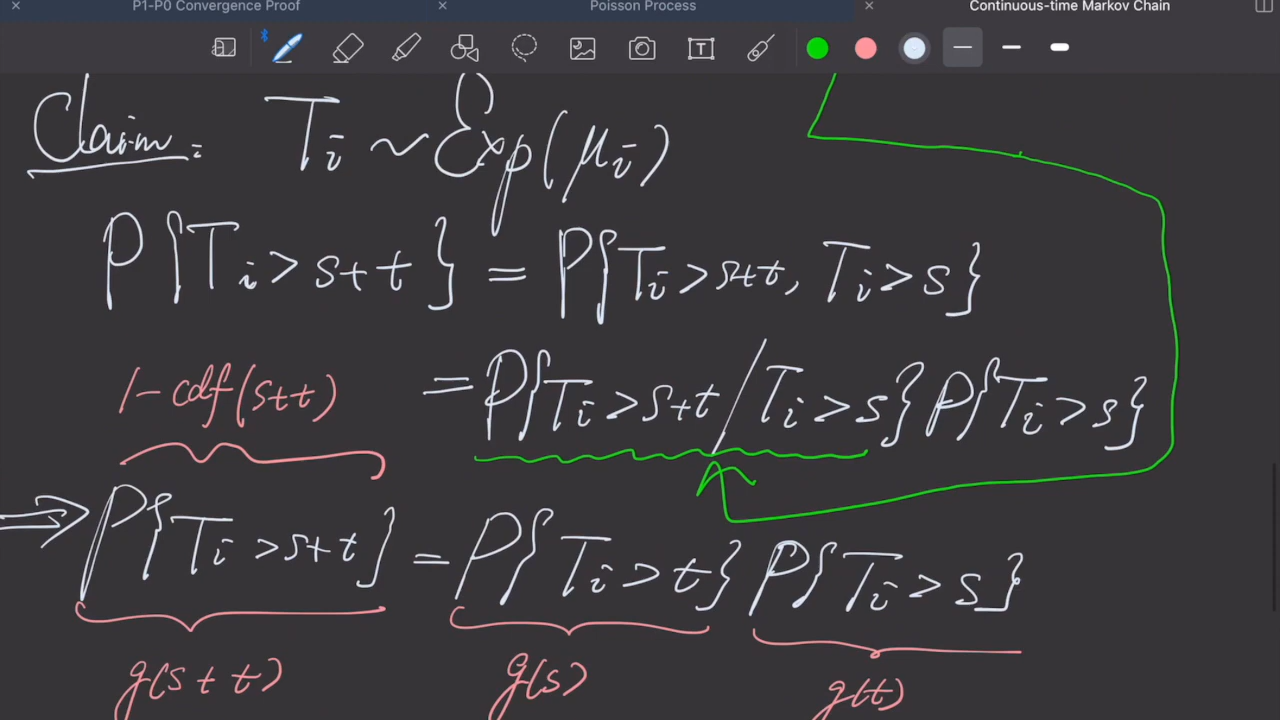 P1-P0 Convergence Proof Poisson Process Continuous-time Markov Chain
T
Claim: Tᵢ ~ Exp(μᵢ)
P{Tᵢ > s+t} = P{Tᵢ > s+t, Tᵢ > s}
1-cdf(s+t) = P{Tᵢ > s+t / Tᵢ > s} P{Tᵢ > s}
⇒ P{Tᵢ > s+t} = P{Tᵢ > t} P{Tᵢ > s}
g(s+t) g(s) g(t)